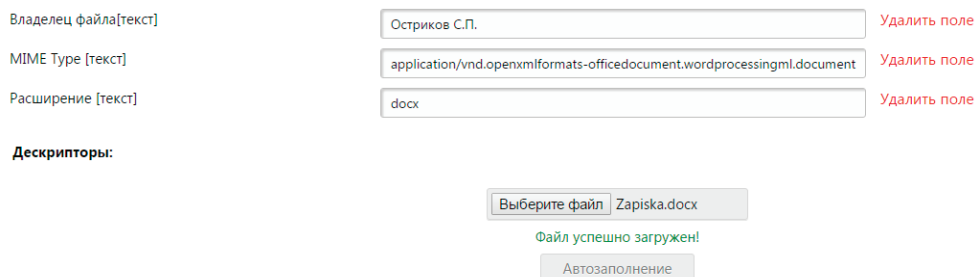 Владелец файла[текст] Остриков С.П. Удалить поле
MIME Type [текст] application/vnd.openxmlformats-officedocument.wordprocessingml.document Удалить поле
Расширение [текст] docx Удалить поле
Дескрипторы:
Выберите файл Zapiska.docx
Файл успешно загружен!
Автозаполнение